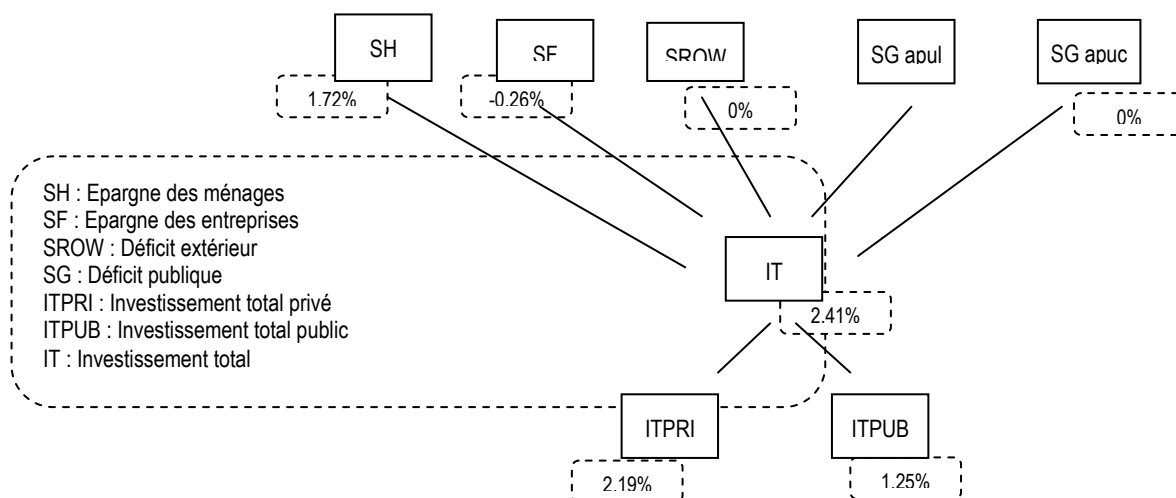 SH
SF
SROW
SG apul
SG apuc
1.72%
-0.26%
0%
0%
SH : Epargne des ménages
SF : Epargne des entreprises
SROW : Déficit extérieur
SG : Déficit publique
ITPRI : Investissement total privé
ITPUB : Investissement total public
IT : Investissement total
IT
2.41%
ITPRI
ITPUB
2.19%
1.25%